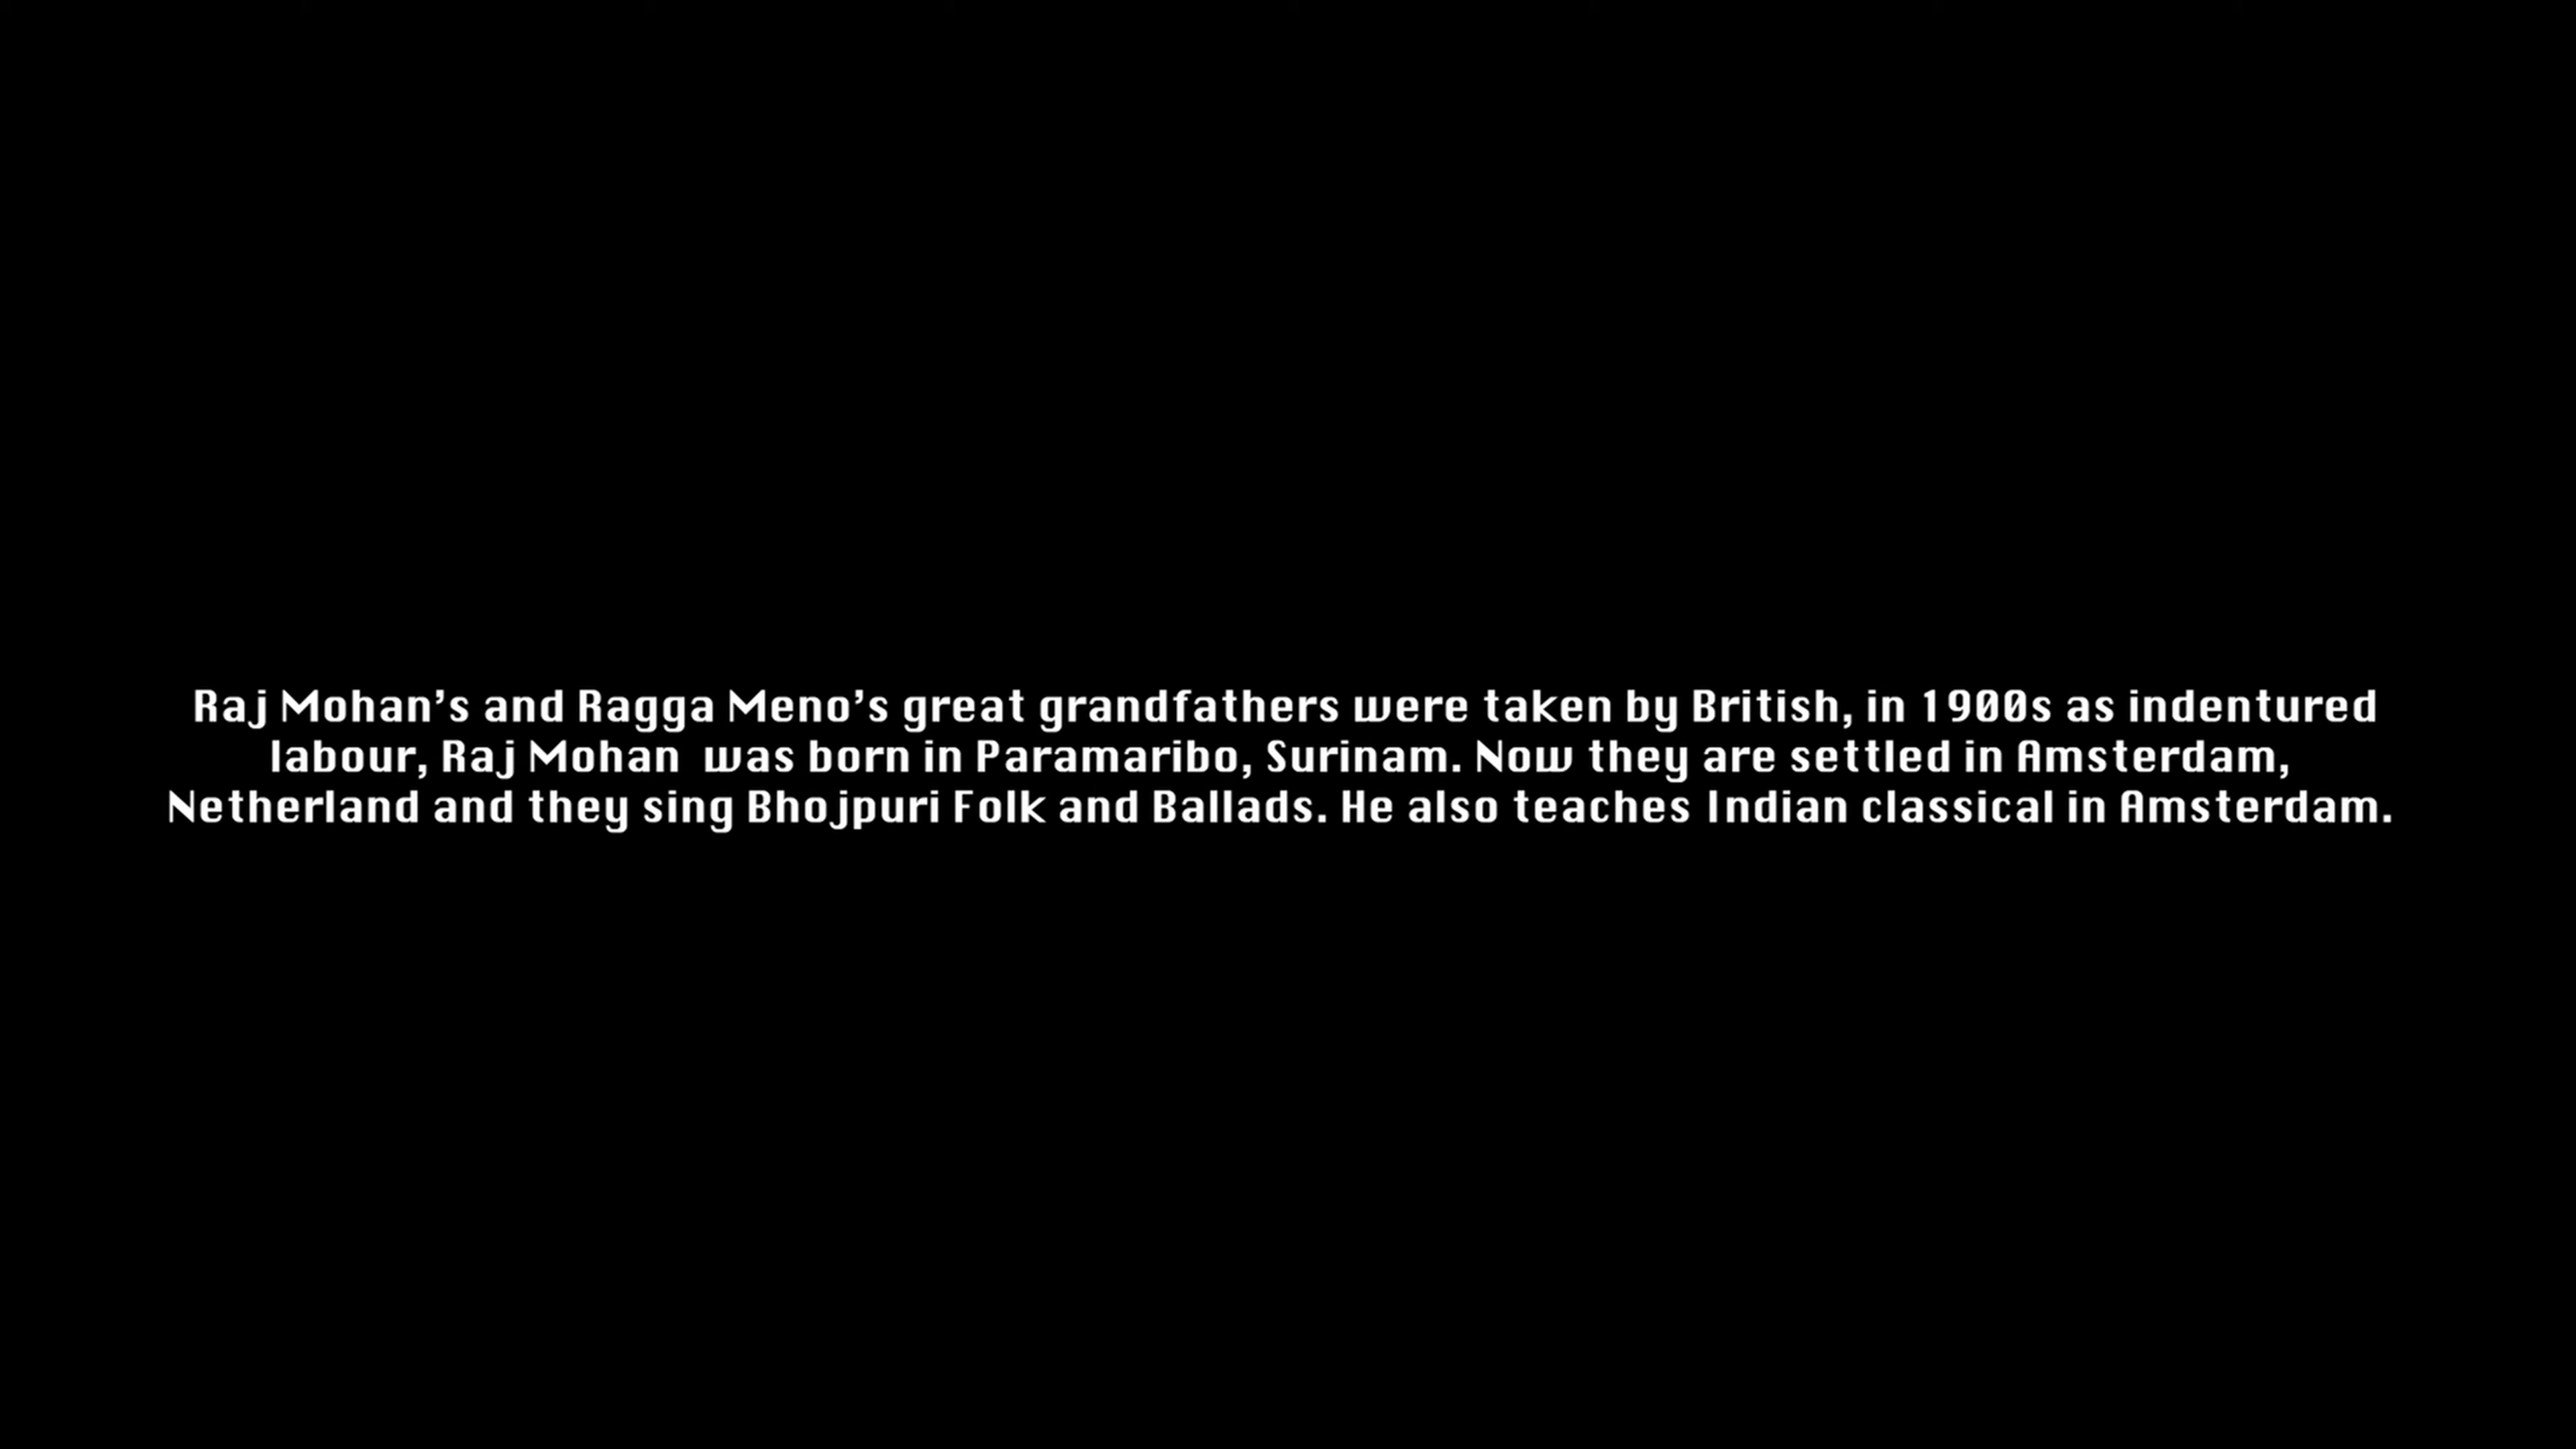 Raj Mohan's and Ragga Meno's great grandfathers were taken by British, in 1900s as indentured
labour, Raj Mohan  was born in Paramaribo, Surinam. Now they are settled in Amsterdam,
Netherland and they sing Bhojpuri Folk and Ballads. He also teaches Indian classical in Amsterdam.